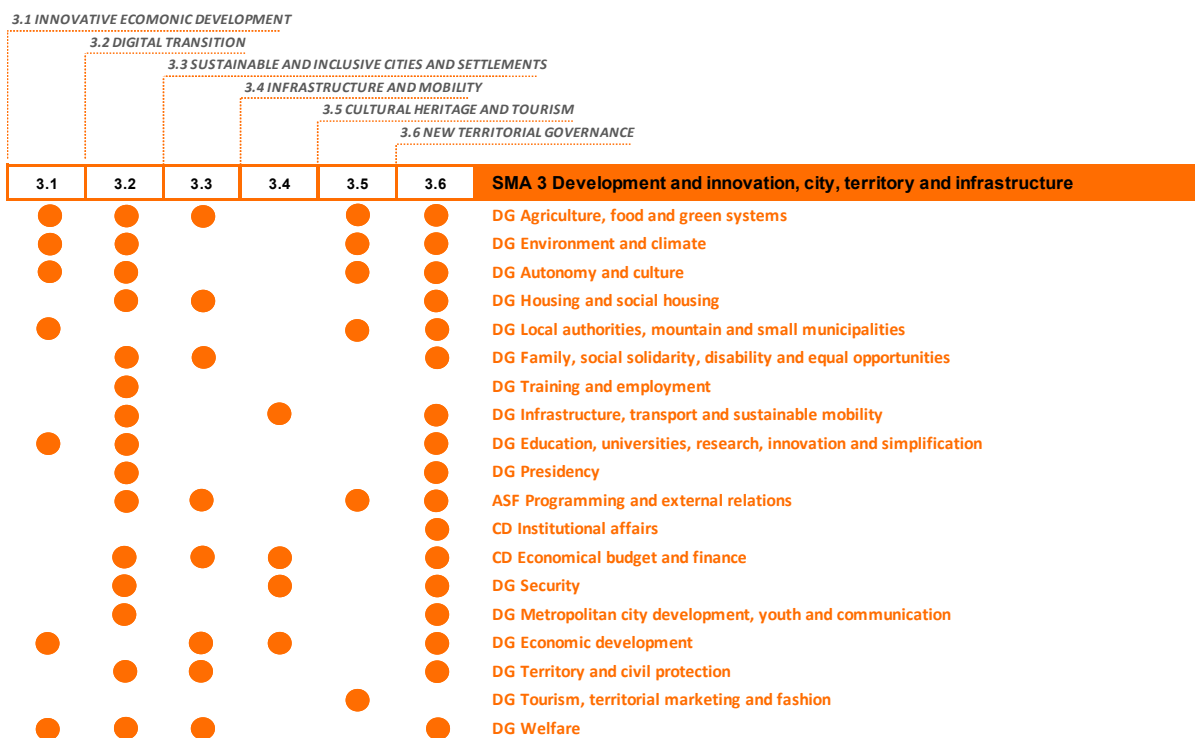 3.1 INNOVATIVE ECOMONIC DEVELOPMENT
3.2 DIGITAL TRANSITION
3.3 SUSTAINABLE AND INCLUSIVE CITIES AND SETTLEMENTS
3.4 INFRASTRUCTURE AND MOBILITY
3.5 CULTURAL HERITAGE AND TOURISM
3.6 NEW TERRITORIAL GOVERNANCE
3.1 3.2 3.3 3.4 3.5 3.6 SMA 3 Development and innovation, city, territory and infrastructure
DG Agriculture, food and green systems
DG Environment and climate
DG Autonomy and culture
DG Housing and social housing
DG Local authorities, mountain and small municipalities
DG Family, social solidarity, disability and equal opportunities
DG Training and employment
DG Infrastructure, transport and sustainable mobility
DG Education, universities, research, innovation and simplification
DG Presidency
ASF Programming and external relations
CD Institutional affairs
CD Economical budget and finance
DG Security
DG Metropolitan city development, youth and communication
DG Economic development
DG Territory and civil protection
DG Tourism, territorial marketing and fashion
DG Welfare